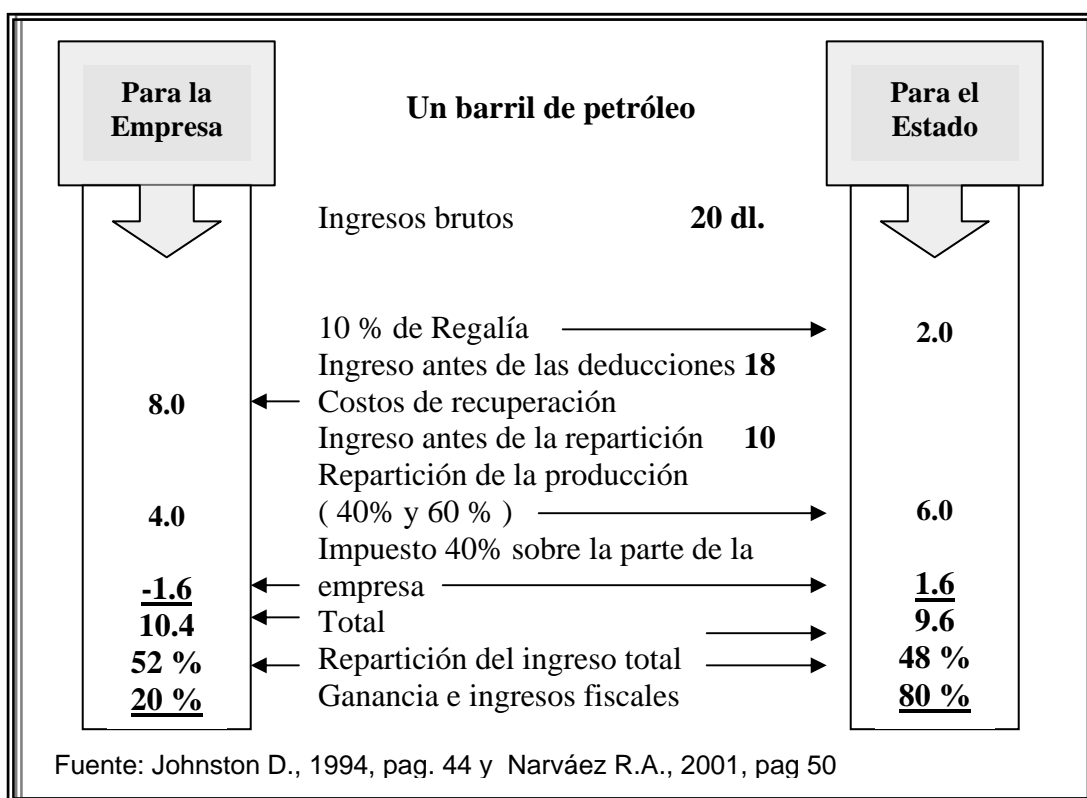 Para la
Empresa
Un barril de petróleo
Para el
Estado
Ingresos brutos 20 dl.
10 % de Regalía 2.0
Ingreso antes de las deducciones 18
8.0 Costos de recuperación
Ingreso antes de la repartición 10
Repartición de la producción
4.0 ( 40% y 60 % ) 6.0
Impuesto 40% sobre la parte de la
-1.6 empresa 1.6
10.4 Total 9.6
52 % Repartición del ingreso total 48 %
20 % Ganancia e ingresos fiscales 80 %
Fuente: Johnston D., 1994, pag. 44 y Narváez R.A., 2001, pag 50